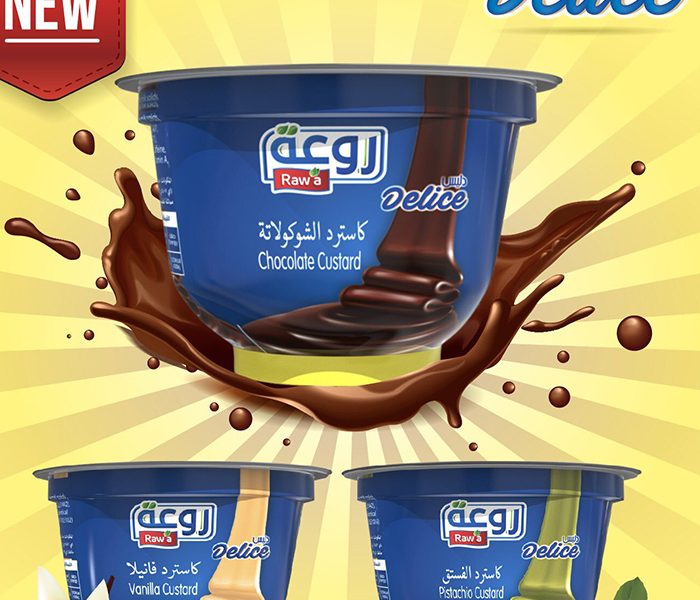 NEW
Delice
روعة
Raw'a
دليس
Delice
كاسترد الشوكولاتة
Chocolate Custard
روعة
Raw'a
دليس
Delice
كاسترد فانيلا
Vanilla Custard
روعة
Raw'a
دليس
Delice
كاسترد الفستق
Pistachio Custard